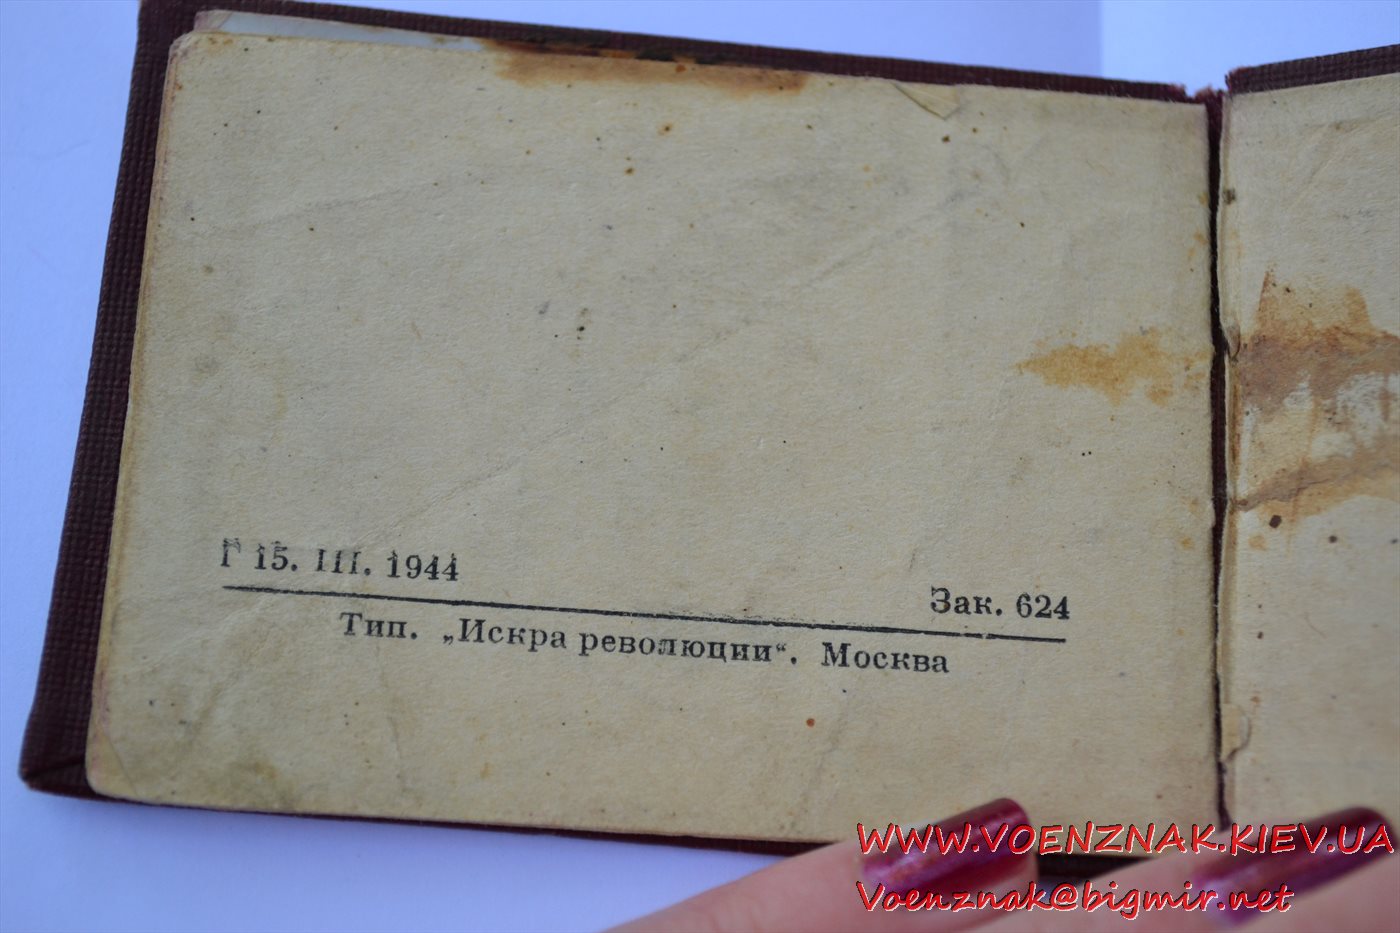 Г 15. III. 1944
Зак. 624
Тип. „Искра революции“. Москва
WWW.VOENZNAK.KIEV.UA
Voenznak@bigmir.net